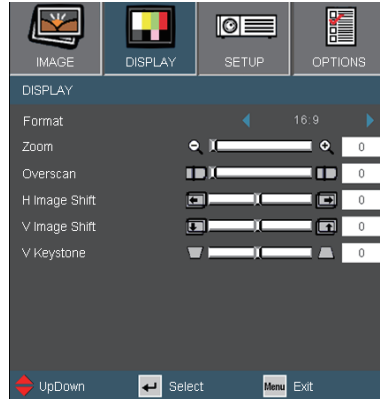 IMAGE DISPLAY SETUP OPTIONS
DISPLAY
Format 16:9
Zoom 0
Overscan 0
H Image Shift 0
V Image Shift 0
V Keystone 0
UpDown Select Menu Exit